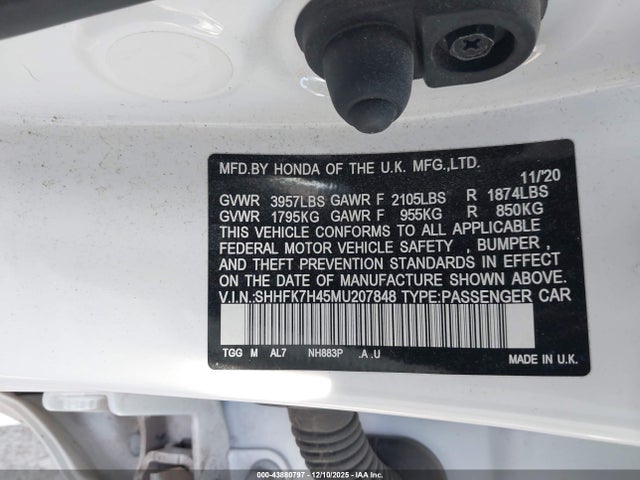 MFD.BY HONDA OF THE U.K. MFG.,LTD.
11/'20
GVWR 3957LBS GAWR F 2105LBS R 1874LBS
GVWR 1795KG GAWR F 955KG R 850KG
THIS VEHICLE CONFORMS TO ALL APPLICABLE
FEDERAL MOTOR VEHICLE SAFETY , BUMPER ,
AND THEFT PREVENTION STANDARDS IN EFFECT
ON THE DATE OF MANUFACTURE SHOWN ABOVE.
V.I.N.:SHHFK7H45MU207848 TYPE:PASSENGER CAR
TGG M AL7 NH883P .A .U
MADE IN U.K.
000-43880797 - 12/10/2025 - IAA, Inc.